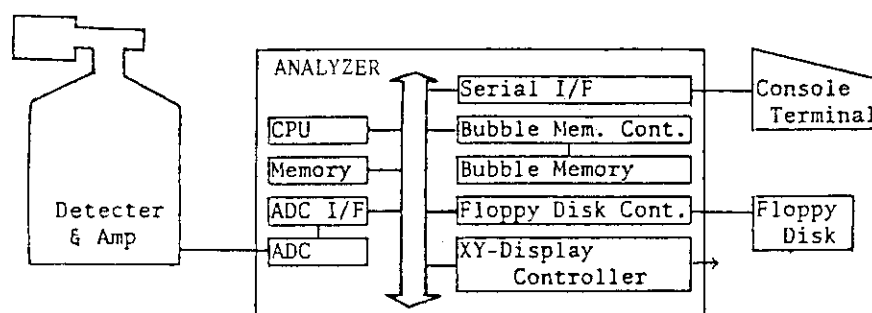 ANALYZER
Serial I/F
Console
Terminal
CPU
Bubble Mem. Cont.
Memory
Bubble Memory
Detecter
& Amp
ADC I/F
Floppy Disk Cont.
Floppy
Disk
ADC
XY-Display
Controller